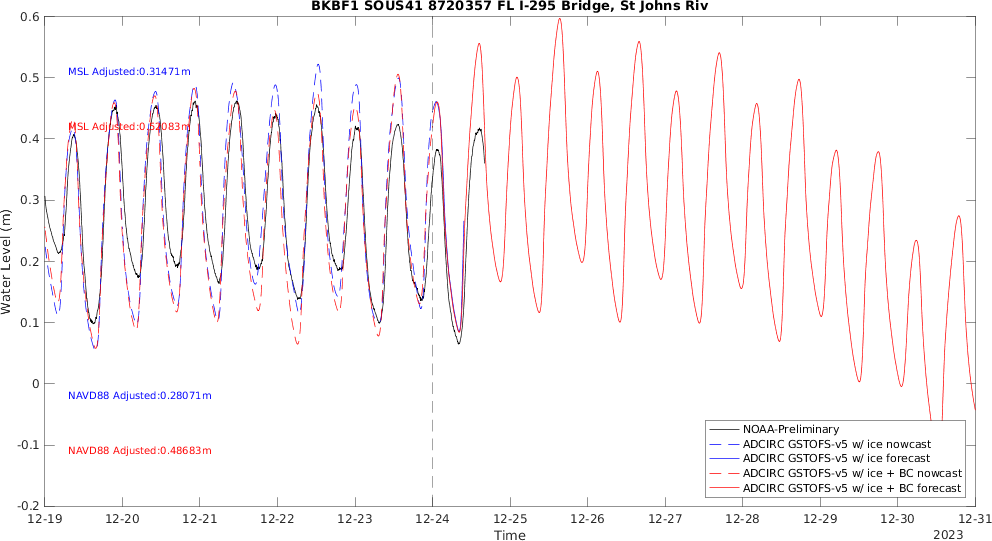 BKBF1 SOUS41 8720357 FL I-295 Bridge, St Johns Riv
0.6
0.5
0.4
0.3
0.2
0.1
0
-0.1
-0.2
Water Level (m)
MSL Adjusted:0.31471m
MSL Adjusted:0.52083m
NAVD88 Adjusted:0.28071m
NAVD88 Adjusted:0.48683m
NOAA-Preliminary
ADCIRC GSTOFS-v5 w/ ice nowcast
ADCIRC GSTOFS-v5 w/ ice forecast
ADCIRC GSTOFS-v5 w/ ice + BC nowcast
ADCIRC GSTOFS-v5 w/ ice + BC forecast
12-19 12-20 12-21 12-22 12-23 12-24 12-25 12-26 12-27 12-28 12-29 12-30 12-31
Time
2023